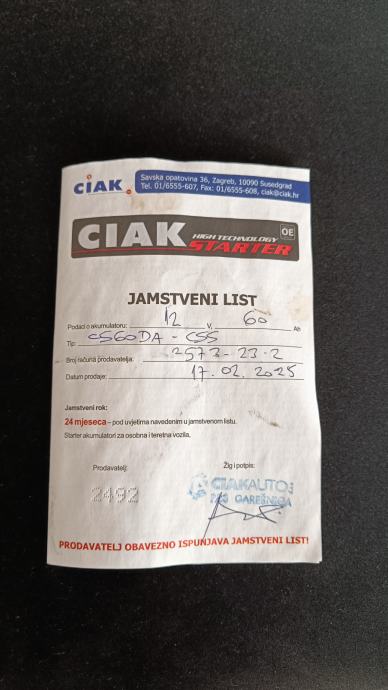 CIAK
Savska opatovina 36, Zagreb, 10090 Susedgrad
Tel. 01/6555-607, Fax: 01/6555-608, ciak@ciak.hr
CIAK HIGH TECHNOLOGY STARTER OE
JAMSTVENI LIST
Podaci o akumulatoru: 12 V, 60 Ah
Tip: CS60DA - CSS
Broj računa prodavatelja: 2573-23-2
Datum prodaje: 17.02.2025
Jamstveni rok:
24 mjeseca – pod uvjetima navedenim u jamstvenom listu.
Starter akumulatori za osobna i teretna vozila.
Prodavatelj: Žig i potpis:
2492
CIAKAUTO
GAREŠNICA
PRODAVATELJ OBAVEZNO ISPUNJAVA JAMSTVENI LIST!